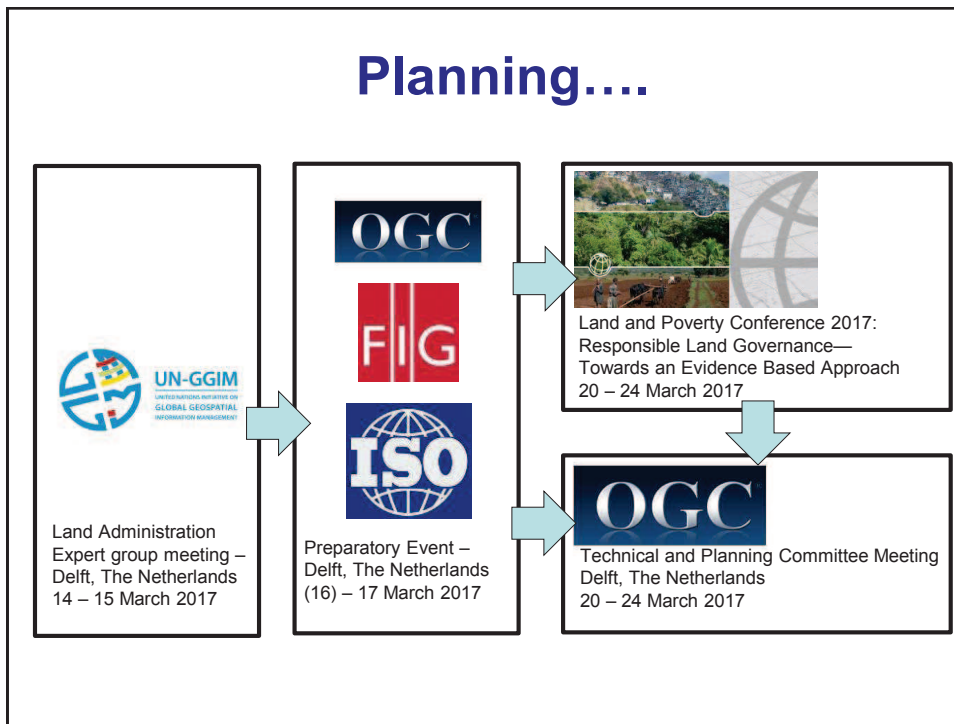 Planning....
UN-GGIM
UNITED NATIONS INITIATIVE ON
GLOBAL GEOSPATIAL
INFORMATION MANAGEMENT
Land Administration
Expert group meeting –
Delft, The Netherlands
14 – 15 March 2017
OGC
FIG
ISO
Preparatory Event –
Delft, The Netherlands
(16) – 17 March 2017
Land and Poverty Conference 2017:
Responsible Land Governance—
Towards an Evidence Based Approach
20 – 24 March 2017
OGC
Technical and Planning Committee Meeting
Delft, The Netherlands
20 – 24 March 2017